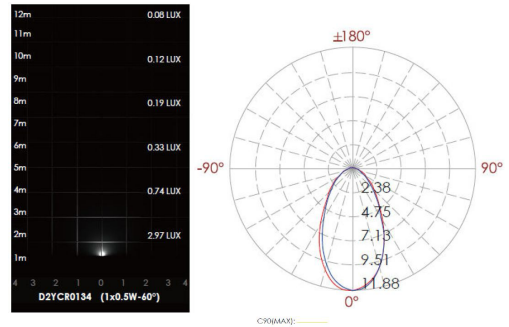 12m 0.08 LUX
11m
10m 0.12 LUX
9m
8m 0.19 LUX
7m
6m 0.33 LUX
5m
4m 0.74 LUX
3m
2m 2.97 LUX
1m
4 3 2 1 0 1 2 3 4
D2YCR0134 (1x0.5W-60°)
±180°
-90° 90°
2.38
4.75
7.13
9.51
11.88
0°
C90(MAX):